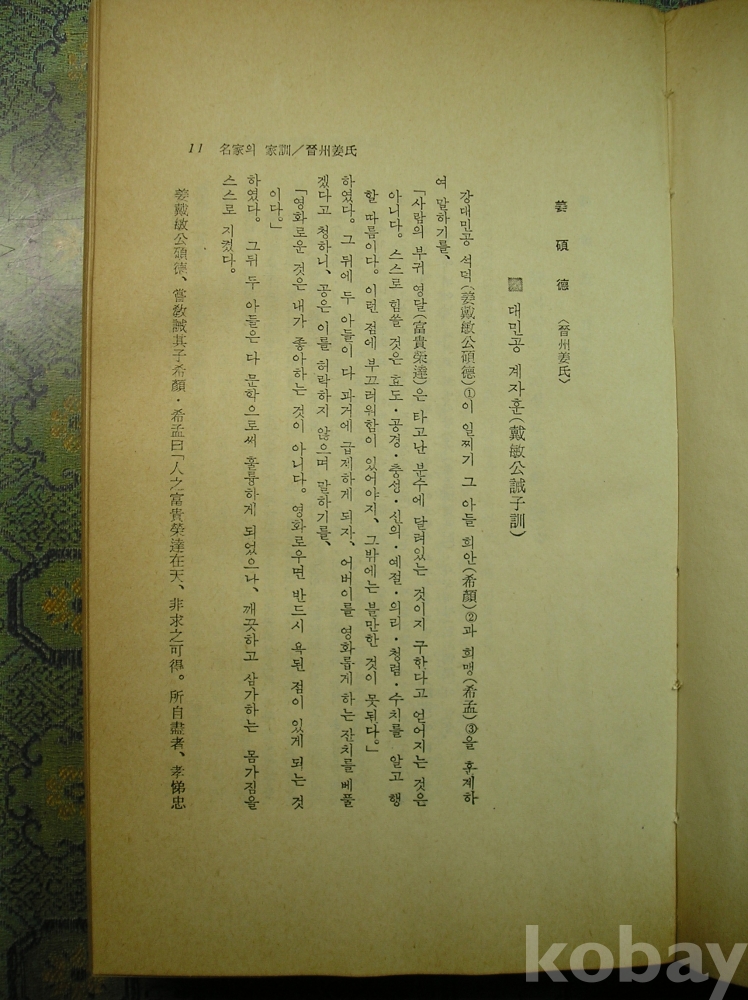 11 名家의 家訓／晉州姜氏
姜碩德〈晉州姜氏〉
대민공 계자훈(戴敏公誡子訓)
강대민공 석덕(姜戴敏公碩德)①이 일찌기 그 아들 희안(希顔)②과 희맹(希孟)③을 훈계하
여 말하기를、
「사람의 부귀 영달(富貴榮達)은 타고난 분수에 달려있는 것이지 구한다고 얻어지는 것은
아니다。 스스로 힘쓸 것은 효도・공경・충성・신의・예절・의리・청렴・수치를 알고 행
할 따름이다。 이런 점에 부끄러워함이 있어야지、 그밖에는 볼만한 것이 못된다。」
하였다。 그 뒤에 두 아들이 다 과거에 급제하게 되자、 어버이를 영화롭게 하는 잔치를 베풀
겠다고 청하니、 공은 이를 허락하지 않으며 말하기를、
「영화로운 것은 내가 좋아하는 것이 아니다。 영화로우면 반드시 욕된 점이 있게 되는 것
이다。」
하였다。 그뒤 두 아들은 다 문학으로써 훌륭하게 되었으나、 깨끗하고 삼가하는 몸가짐을
스스로 지켰다。
姜戴敏公碩德、嘗敎誡其子希顔・希孟曰「人之富貴榮達在天、非求之可得。所自盡者、孝悌忠
kobay